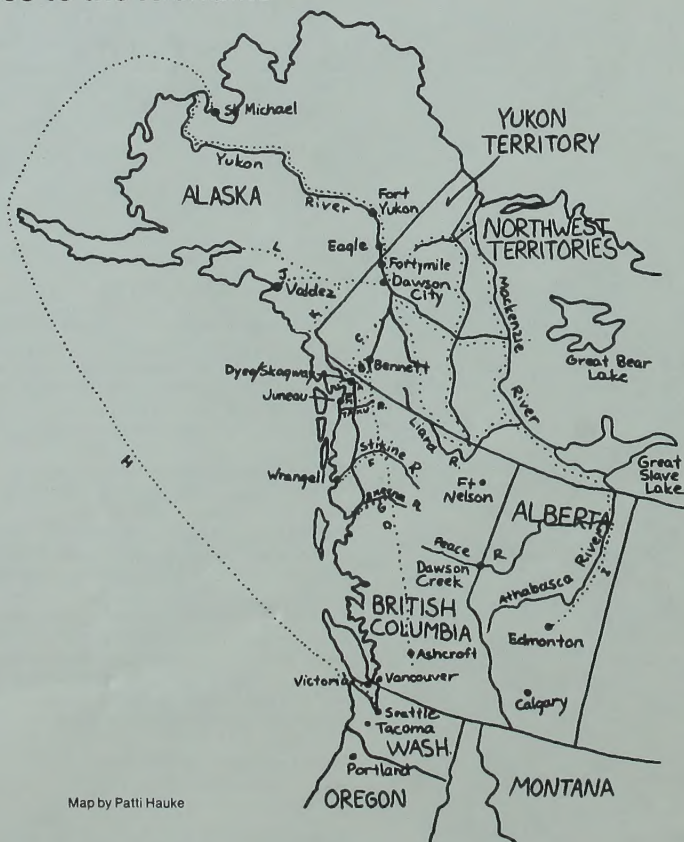 St. Michael
YUKON
TERRITORY
Yukon
River
ALASKA
Fort
Yukon
NORTHWEST
TERRITORIES
Eagle
L
Fortymile
Mackenzie
River
J
Valdez
Dawson
City
K
C
Great Bear
Lake
B
Bennett
Dyea/Skagway
Juneau
E
TAKU R.
Liard
R.
Great
Slave
Lake
Stikine R.
F
Wrangel
Ft
Nelson
H
G
D
ALBERTA
Peace R.
Athabasca River
I
Dawson
Creek
BRITISH
COLUMBIA
Edmonton
Ashcroft
Victoria
Vancouver
Calgary
Seattle
Tacoma
WASH.
Portland
OREGON
MONTANA
Map by Patti Hauke